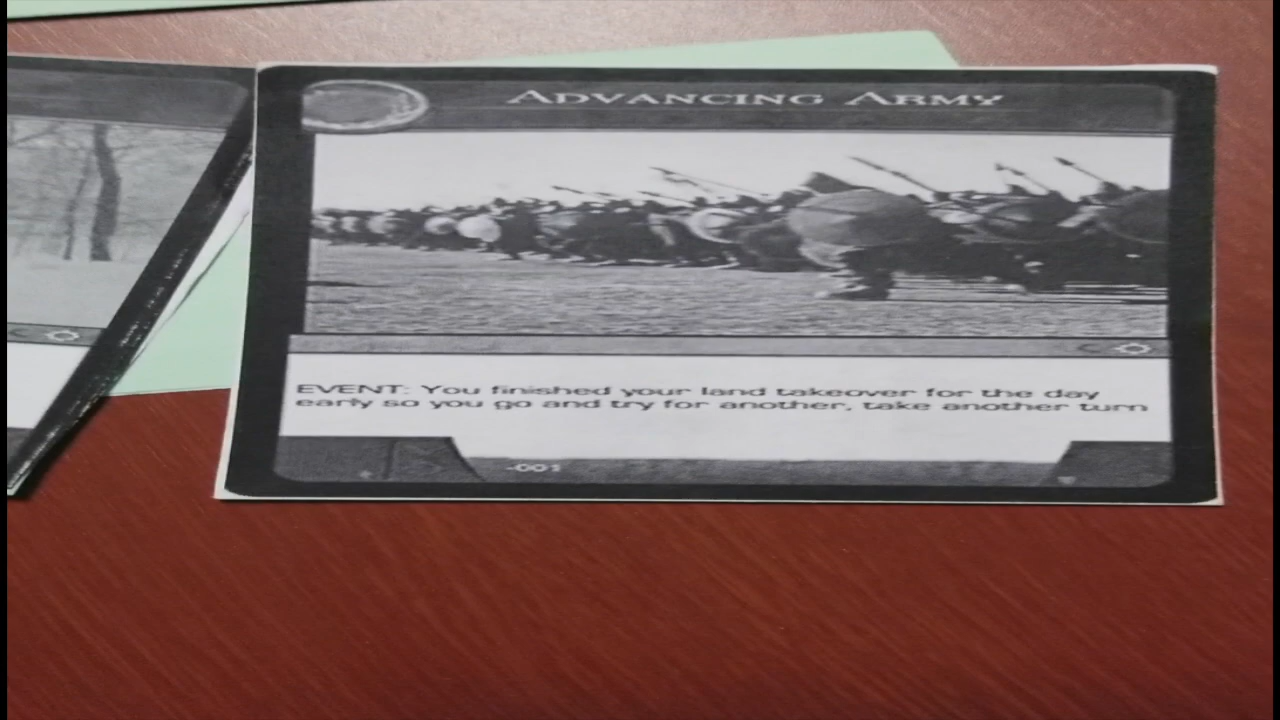 ADVANCING ARMY
EVENT: You finished your land takeover for the day
early so you go and try for another, take another turn
-001